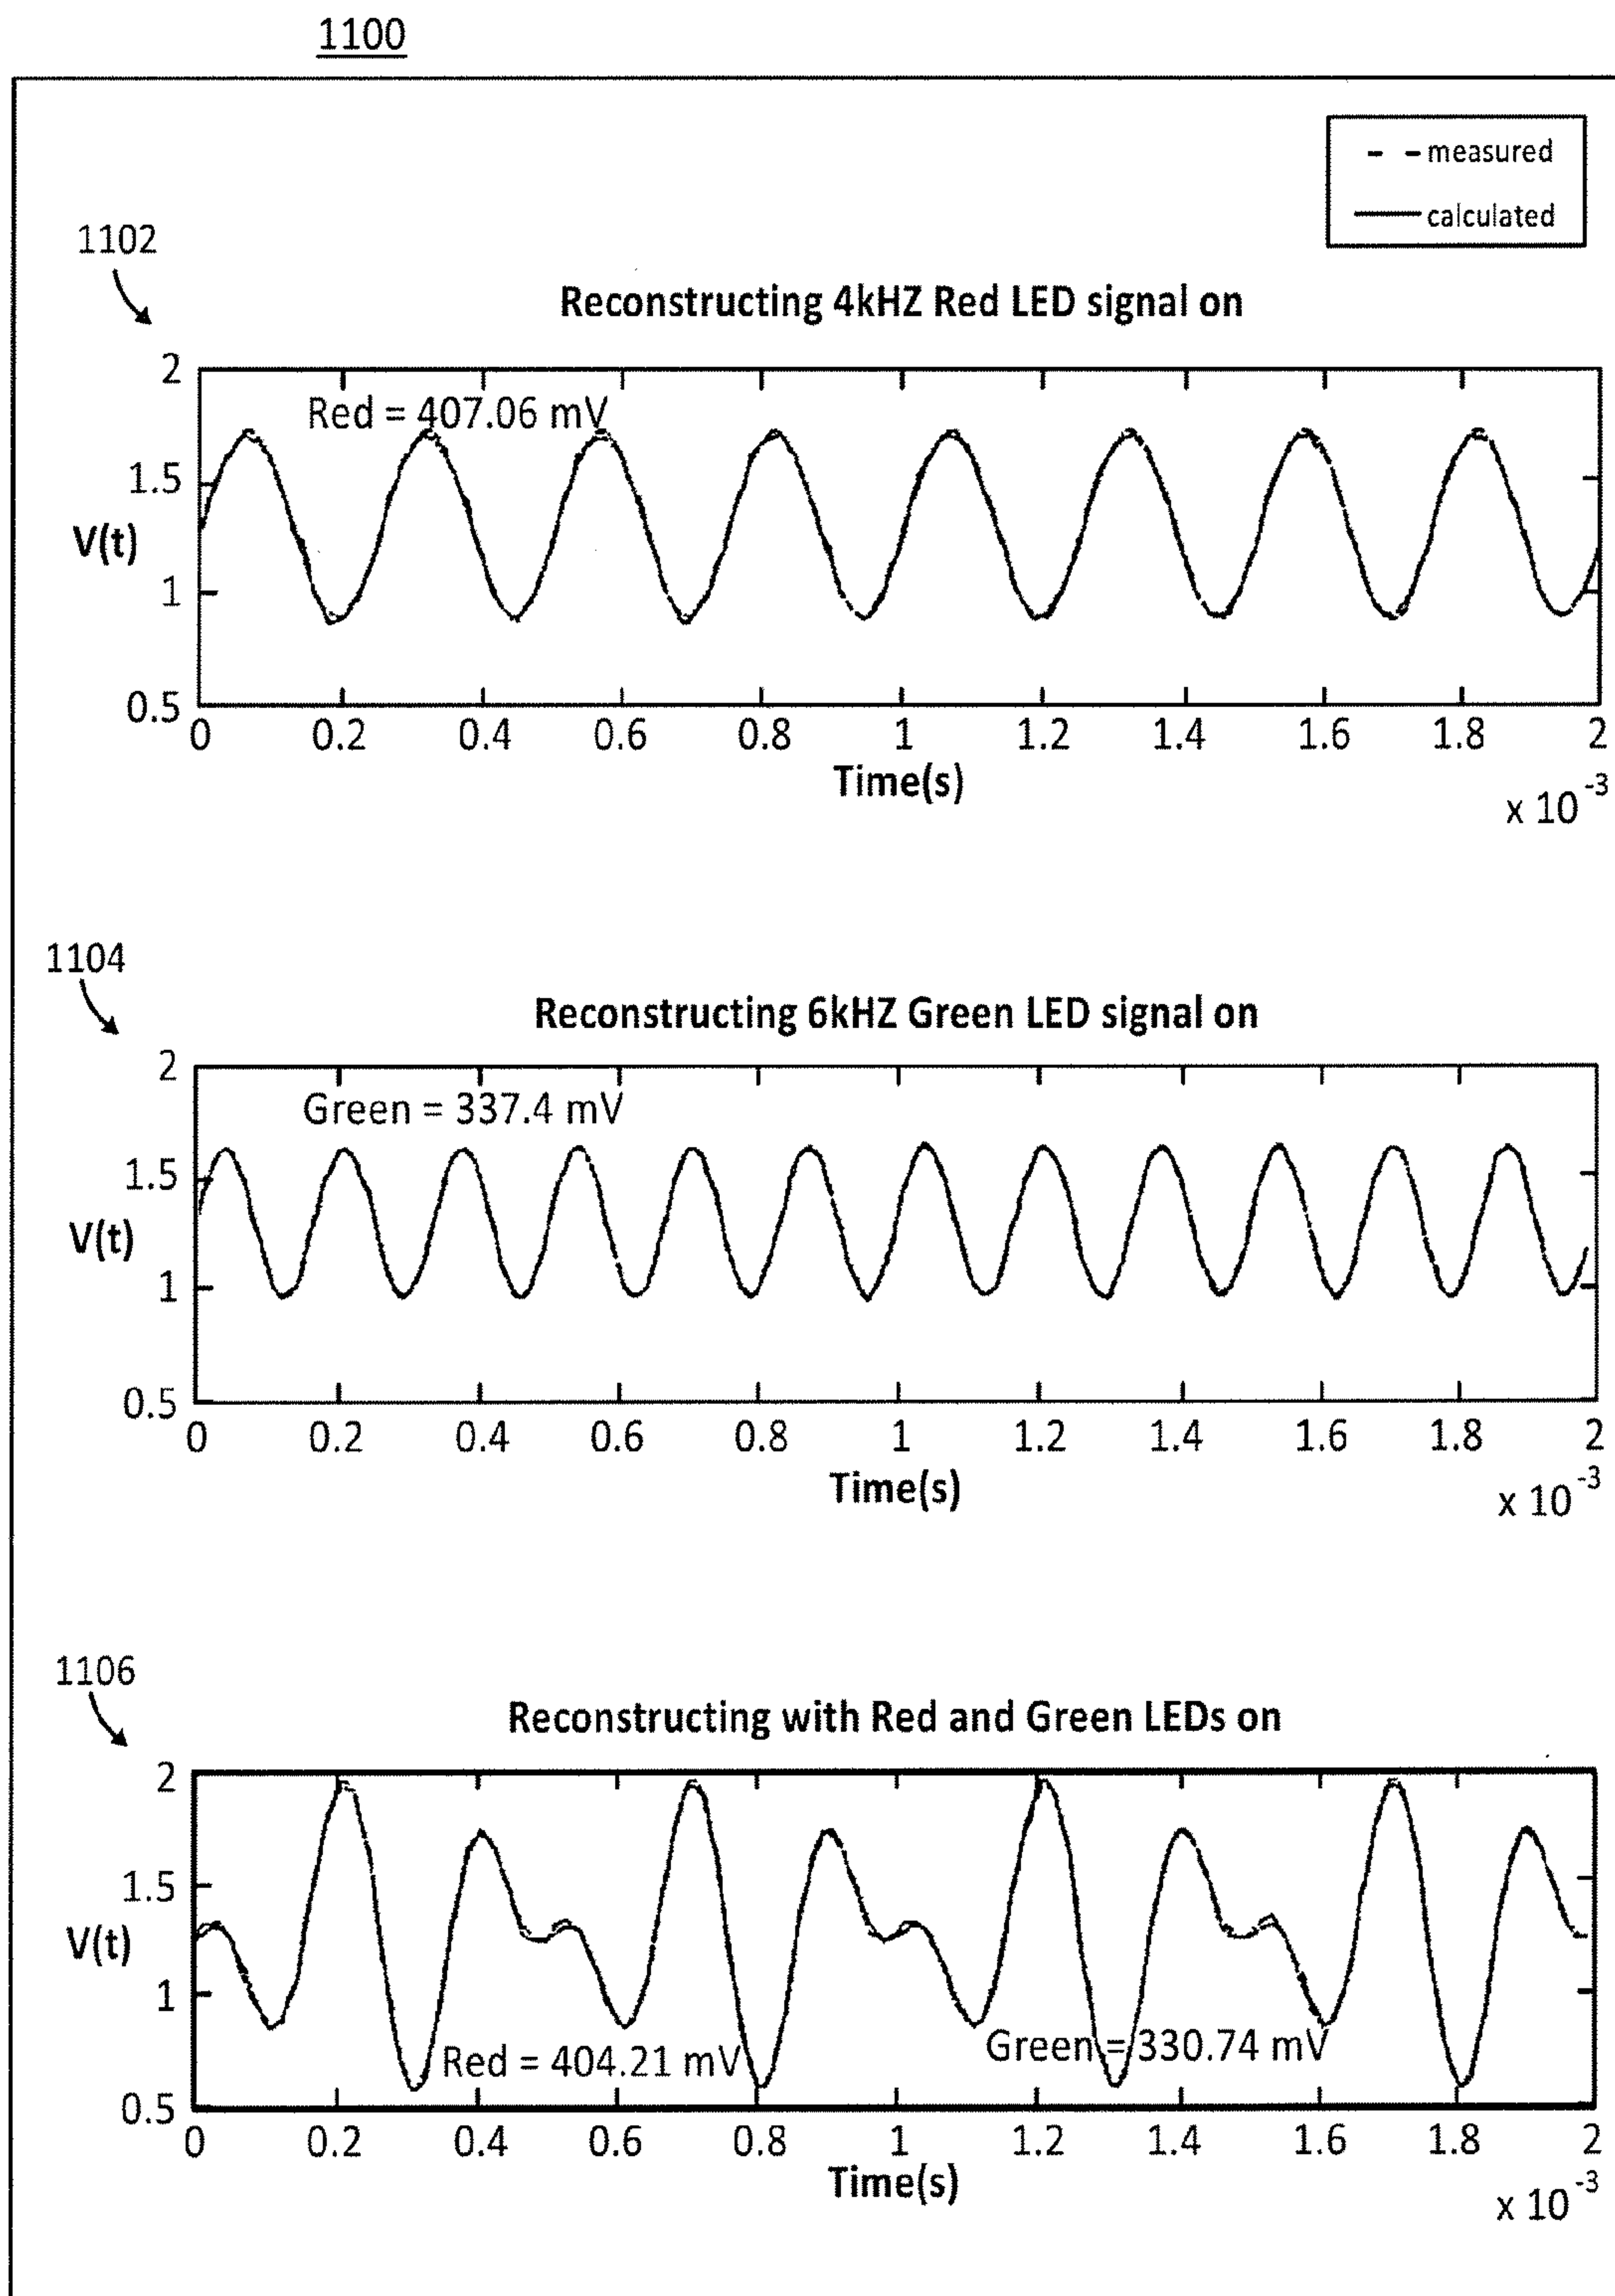 1100
- - measured
calculated
1102
Reconstructing 4kHZ Red LED signal on
2
Red = 407.06 mV
1.5
V(t)
1
0.5
0 0.2 0.4 0.6 0.8 1 1.2 1.4 1.6 1.8 2
Time(s)
x 10-3
1104
Reconstructing 6kHZ Green LED signal on
2
Green = 337.4 mV
1.5
V(t)
1
0.5
0 0.2 0.4 0.6 0.8 1 1.2 1.4 1.6 1.8 2
Time(s)
x 10-3
1106
Reconstructing with Red and Green LEDs on
2
1.5
V(t)
1
Red = 404.21 mV Green = 330.74 mV
0.5
0 0.2 0.4 0.6 0.8 1 1.2 1.4 1.6 1.8 2
Time(s)
x 10-3